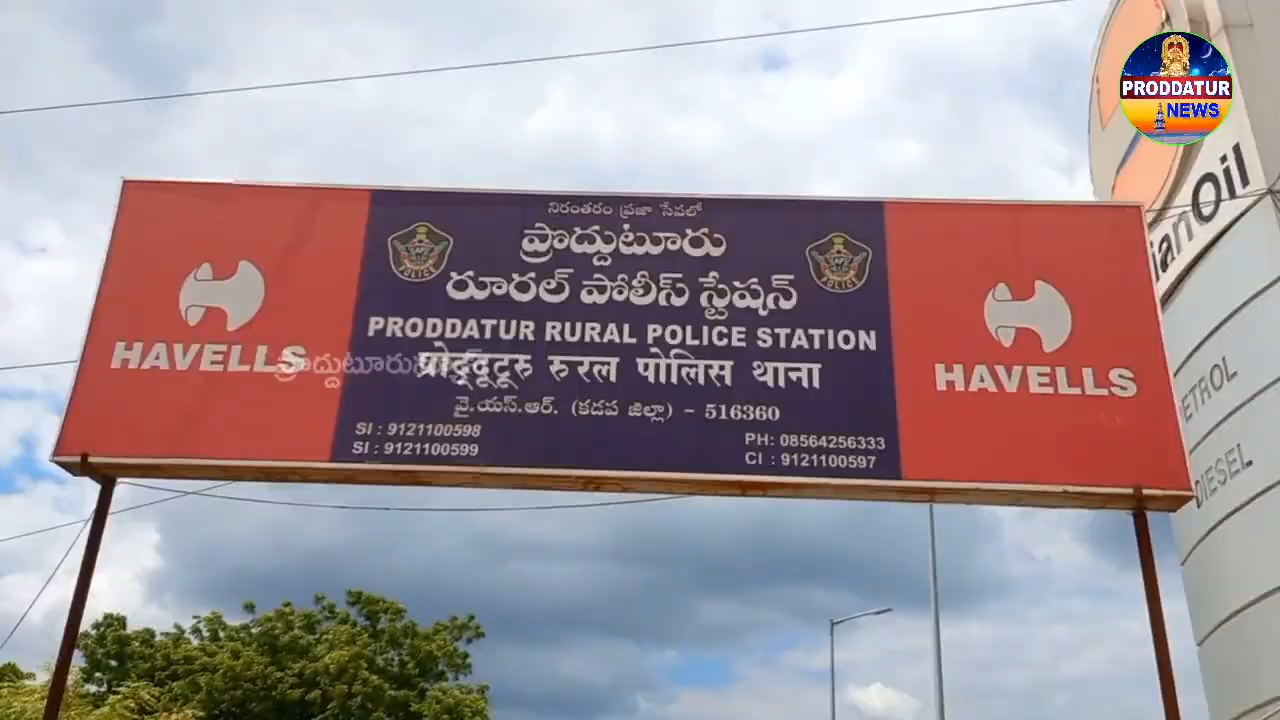 PRODDATUR
NEWS
నిరంతరం ప్రజా సేవలో
ప్రొద్దుటూరు
రూరల్ పోలీస్ స్టేషన్
PRODDATUR RURAL POLICE STATION
प्रोद्दुटूरु रुरल पोलिस थाना
వై.యస్.ఆర్. (కడప జిల్లా) - 516360
SI : 9121100598
SI : 9121100599
PH: 08564256333
CI : 9121100597
POLICE
POLICE
HAVELLS
HAVELLS
ianOil
PETROL
DIESEL